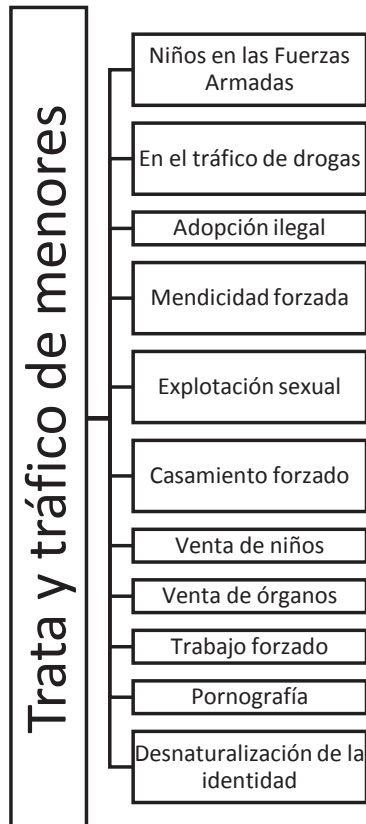 Trata y tráfico de menores
Niños en las Fuerzas
Armadas
En el tráfico de drogas
Adopción ilegal
Mendicidad forzada
Explotación sexual
Casamiento forzado
Venta de niños
Venta de órganos
Trabajo forzado
Pornografía
Desnaturalización de la
identidad